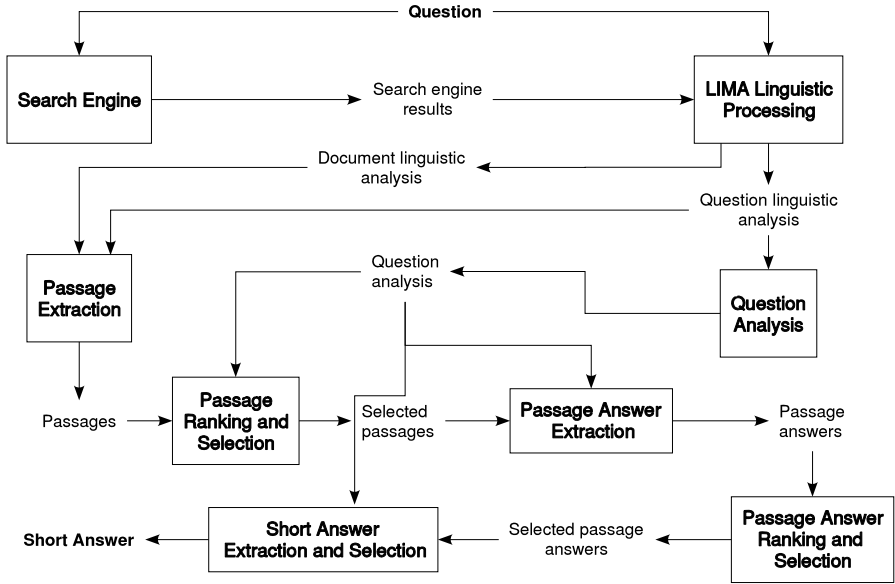 Question
Search Engine
Search engine
results
LIMA Linguistic
Processing
Document linguistic
analysis
Question linguistic
analysis
Passage
Extraction
Question
analysis
Question
Analysis
Passages
Passage
Ranking and
Selection
Selected
passages
Passage Answer
Extraction
Passage
answers
Short Answer
Short Answer
Extraction and Selection
Selected passage
answers
Passage Answer
Ranking and
Selection